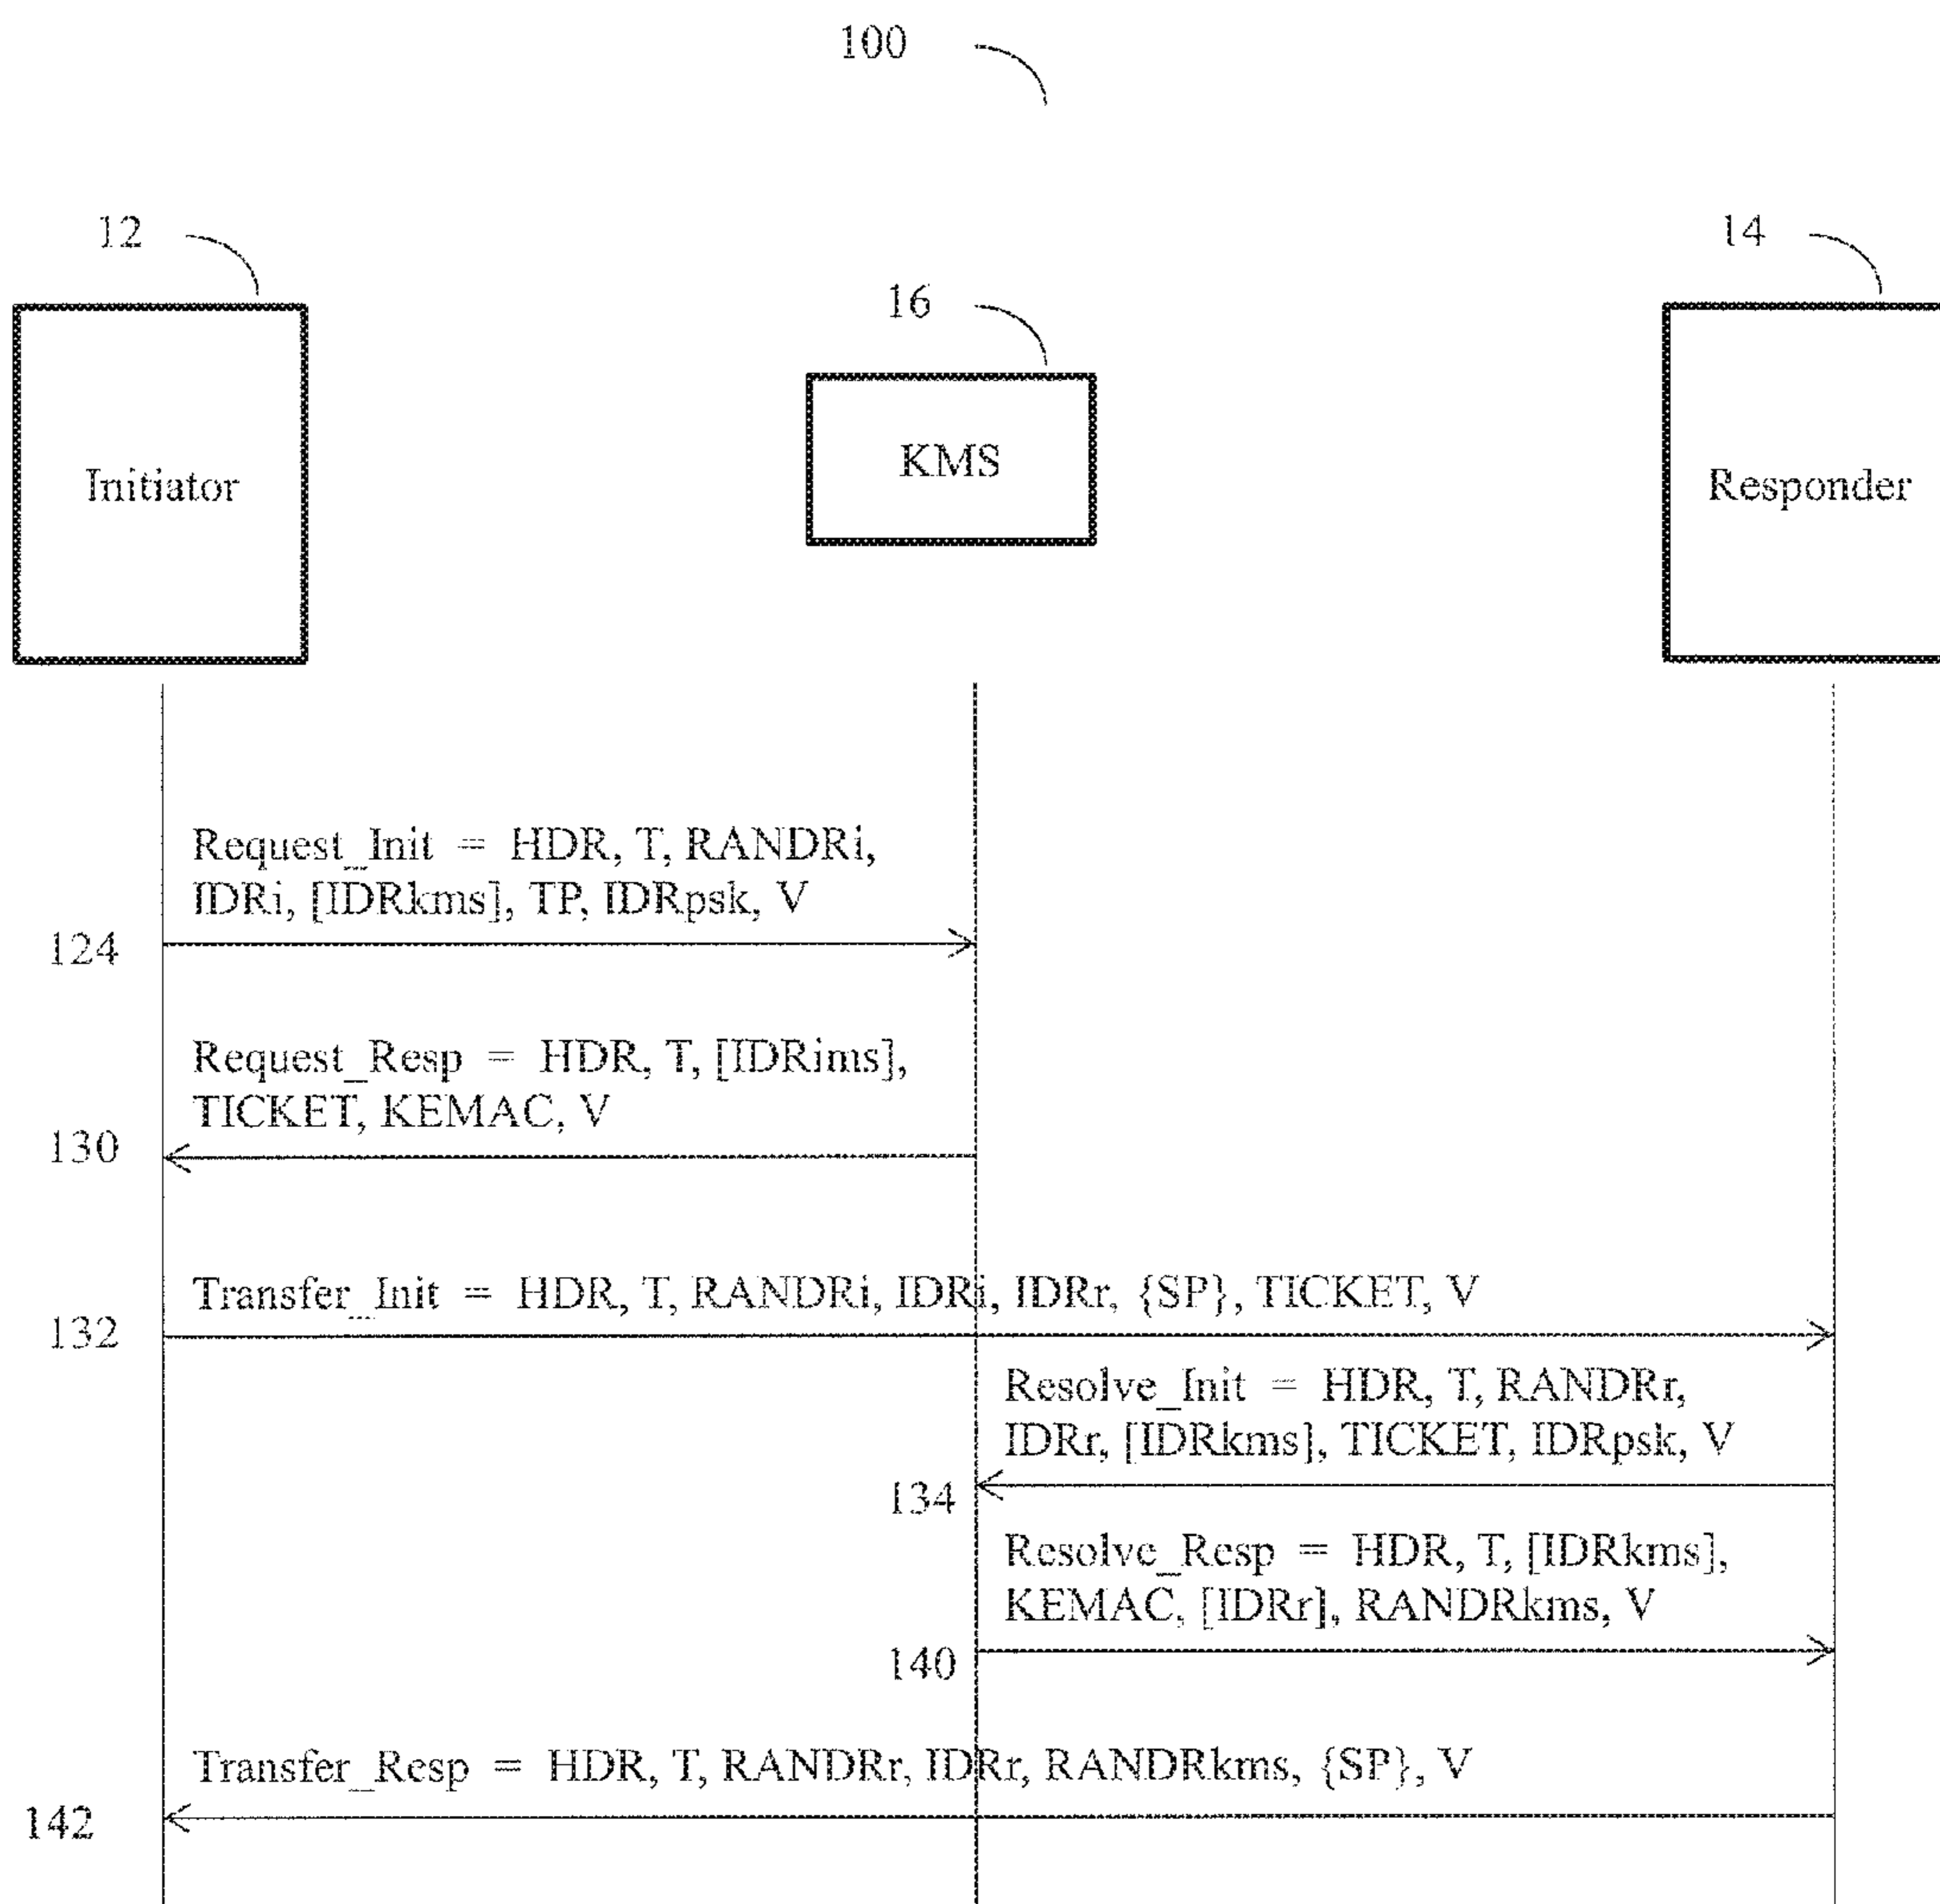 100
12
14
16
Initiator
KMS
Responder
Request_Init = HDR, T, RANDRi,
IDRi, [IDRkms], TP, IDRpsk, V
124
Request_Resp = HDR, T, [IDRims],
TICKET, KEMAC, V
130
Transfer_Init = HDR, T, RANDRi, IDRi, IDRr, {SP}, TICKET, V
132
Resolve_Init = HDR, T, RANDRr,
IDRr, [IDRkms], TICKET, IDRpsk, V
134
Resolve_Resp = HDR, T, [IDRkms],
KEMAC, [IDRr], RANDRkms, V
140
Transfer_Resp = HDR, T, RANDRr, IDRr, RANDRkms, {SP}, V
142